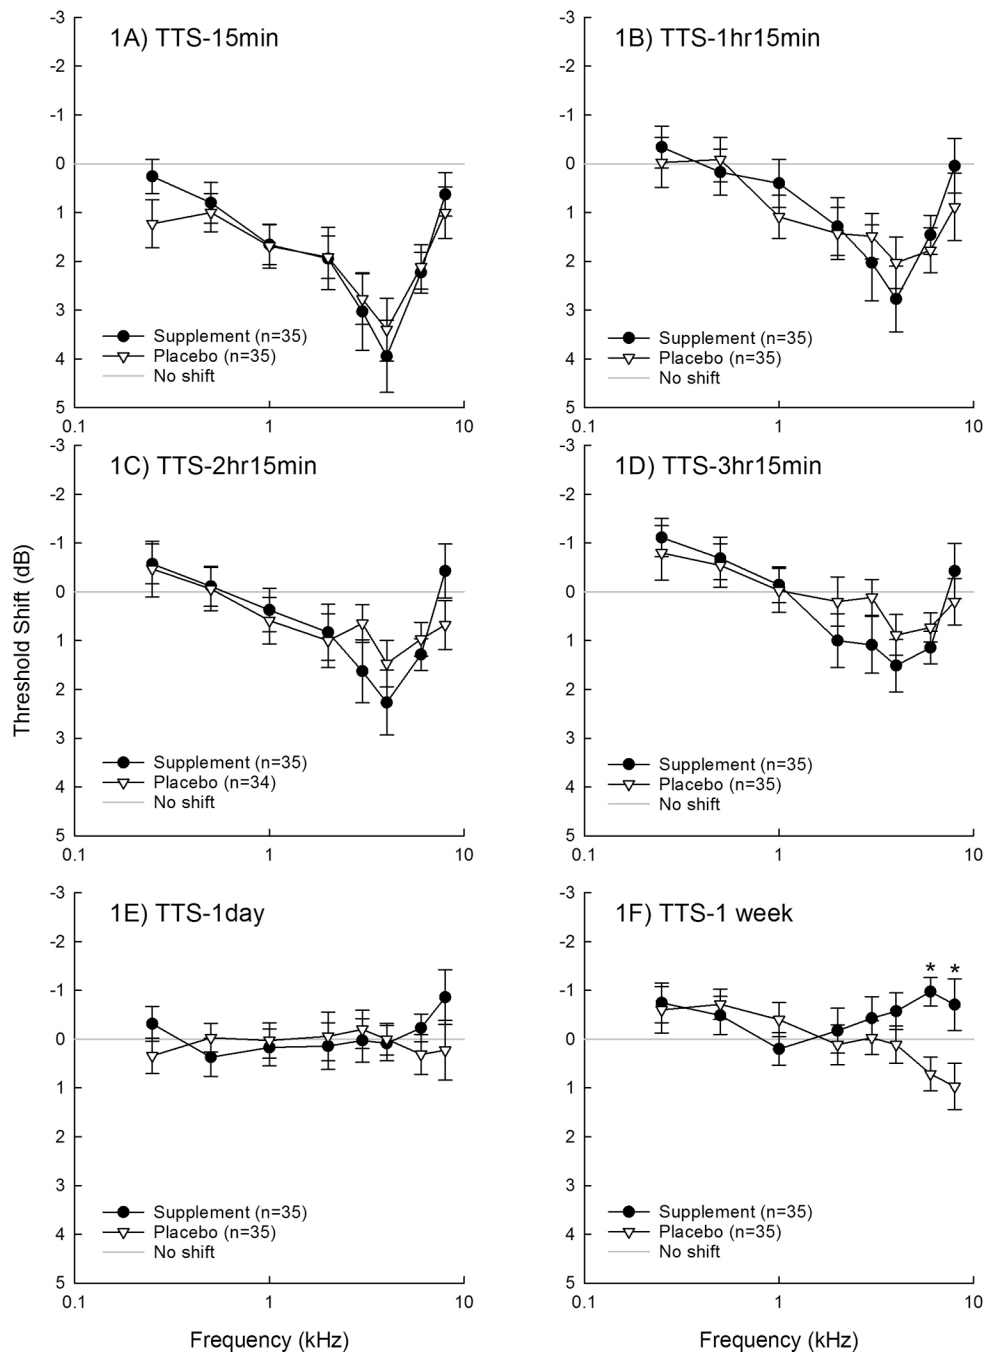 1A) TTS-15min
-3
-2
-1
0
1
2
3
4
5
Supplement (n=35)
Placebo (n=35)
No shift
0.1
1
10
1B) TTS-1hr15min
-3
-2
-1
0
1
2
3
4
5
Supplement (n=35)
Placebo (n=35)
No shift
0.1
1
10
Threshold Shift (dB)
1C) TTS-2hr15min
-3
-2
-1
0
1
2
3
4
5
Supplement (n=35)
Placebo (n=34)
No shift
0.1
1
10
1D) TTS-3hr15min
-3
-2
-1
0
1
2
3
4
5
Supplement (n=35)
Placebo (n=35)
No shift
0.1
1
10
1E) TTS-1day
-3
-2
-1
0
1
2
3
4
5
Supplement (n=35)
Placebo (n=35)
No shift
0.1
1
10
Frequency (kHz)
1F) TTS-1 week
-3
-2
-1
0
1
2
3
4
5
* *
Supplement (n=35)
Placebo (n=35)
No shift
0.1
1
10
Frequency (kHz)